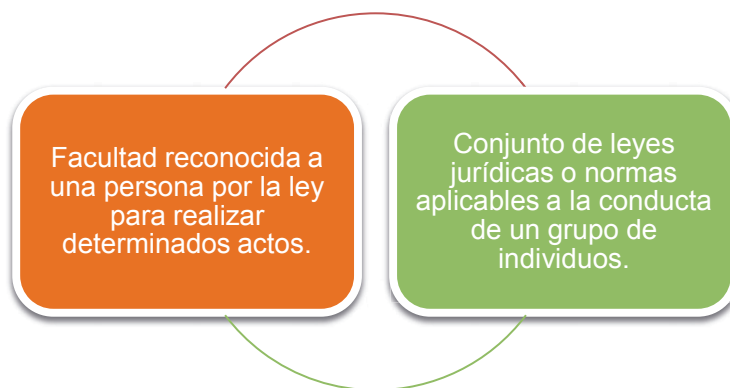 Facultad reconocida a
una persona por la ley
para realizar
determinados actos.
Conjunto de leyes
jurídicas o normas
aplicables a la conducta
de un grupo de
individuos.